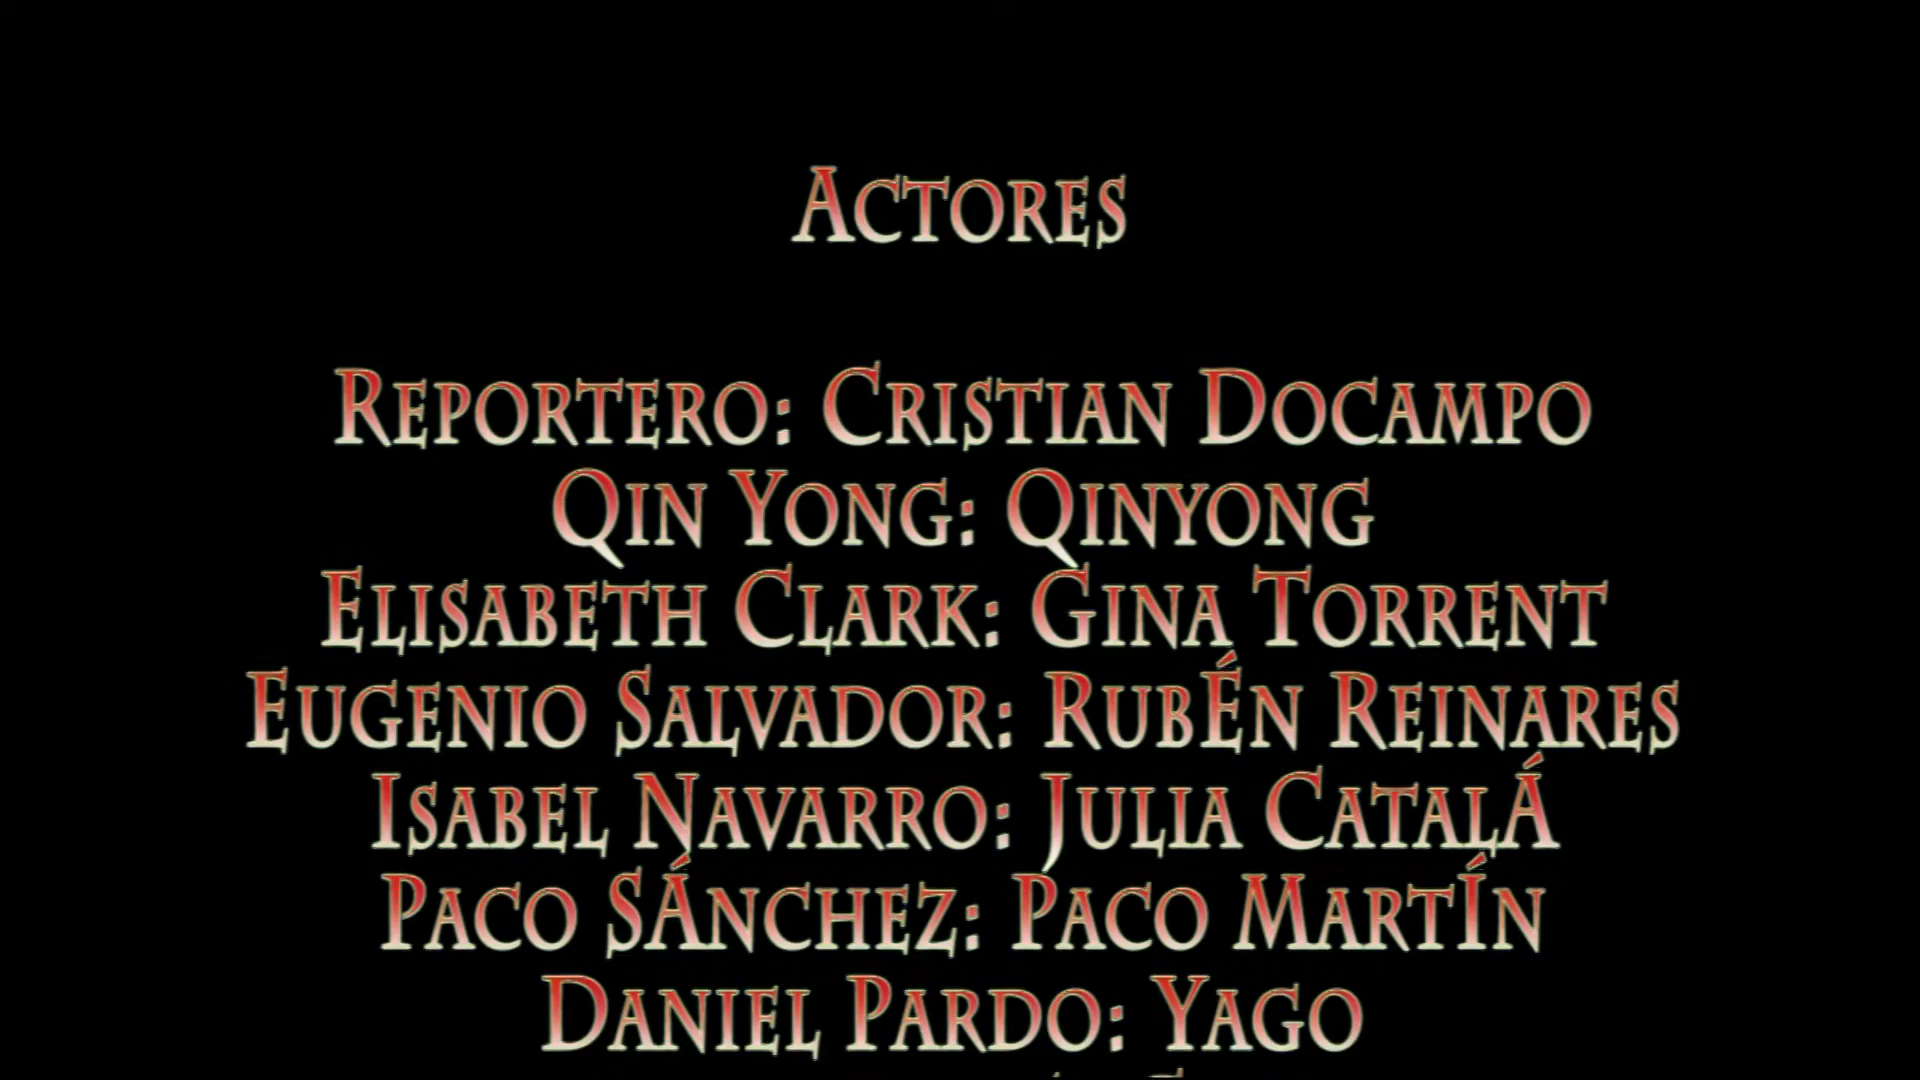 Actores
Reportero: Cristian Docampo
Qin Yong: Qinyong
Elisabeth Clark: Gina Torrent
Eugenio Salvador: Rubén Reinares
Isabel Navarro: Julia Catalá
Paco Sánchez: Paco Martín
Daniel Pardo: Yago